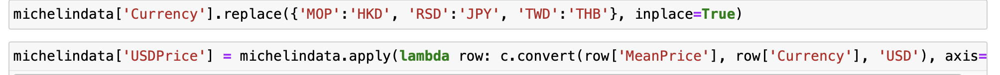 michelindata['Currency'].replace({'MOP':'HKD', 'RSD':'JPY', 'TWD':'THB'}, inplace=True)
michelindata['USDPrice'] = michelindata.apply(lambda row: c.convert(row['MeanPrice'], row['Currency'], 'USD'), axis=